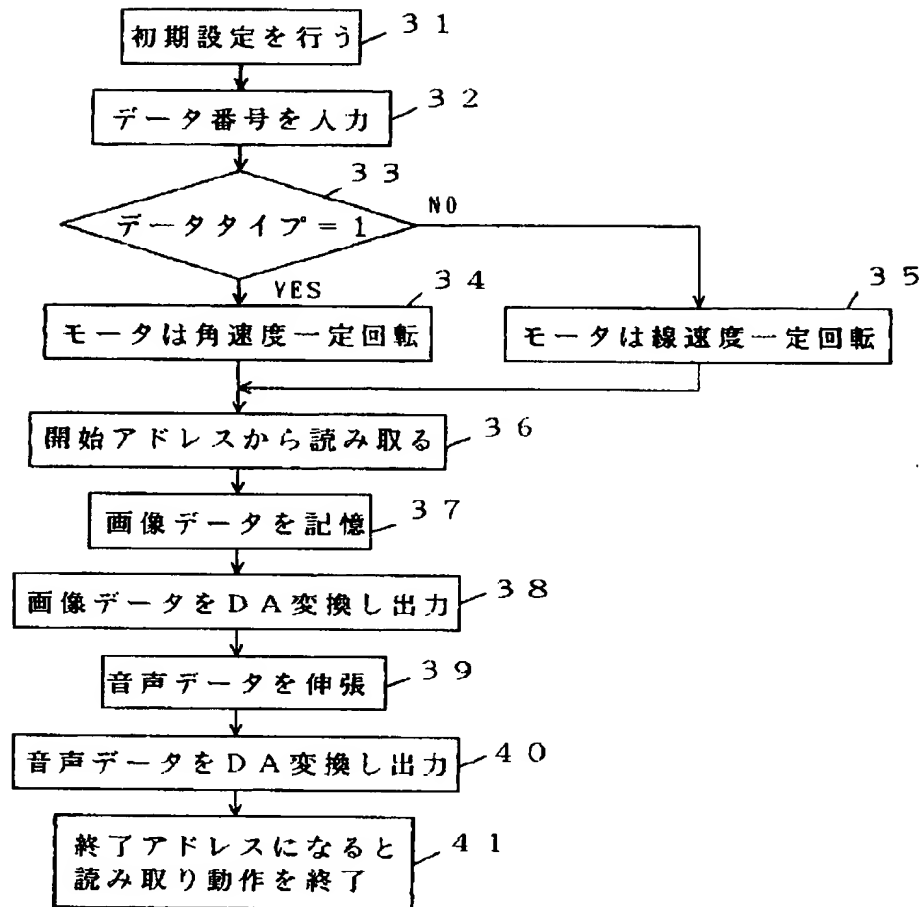 初期設定を行う
31
データ番号を入力
32
データタイプ=1
33
NO
YES
モータは角速度一定回転
34
モータは線速度一定回転
35
開始アドレスから読み取る
36
画像データを記憶
37
画像データをDA変換し出力
38
音声データを伸張
39
音声データをDA変換し出力
40
終了アドレスになると
読み取り動作を終了
41